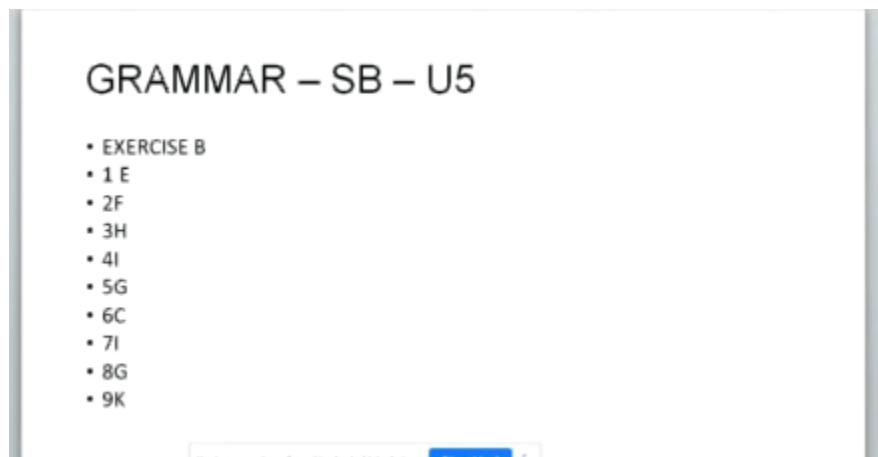 GRAMMAR – SB – U5
• EXERCISE B
• 1 E
• 2F
• 3H
• 4I
• 5G
• 6C
• 7I
• 8G
• 9K